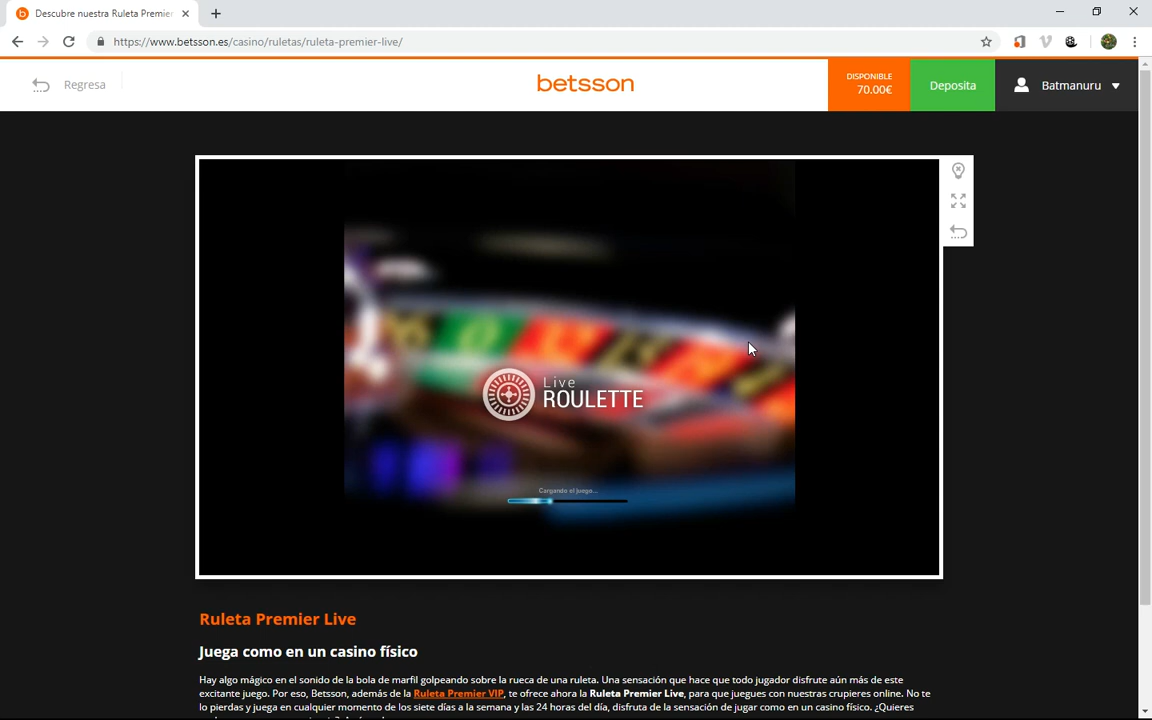 Descubre nuestra Ruleta Premier
https://www.betsson.es/casino/ruletas/ruleta-premier-live/
Regresa
betsson
DISPONIBLE
70.00€
Deposita
Batmanuru
Live
ROULETTE
Cargando el juego...
Ruleta Premier Live
Juega como en un casino físico
Hay algo mágico en el sonido de la bola de marfil golpeando sobre la rueca de una ruleta. Una sensación que hace que todo jugador disfrute aún más de este
excitante juego. Por eso, Betsson, además de la Ruleta Premier VIP, te ofrece ahora la Ruleta Premier Live, para que juegues con nuestras crupieres online. No te
lo pierdas y juega en cualquier momento de los siete días a la semana y las 24 horas del día, disfruta de la sensación de jugar como en un casino físico. ¿Quieres